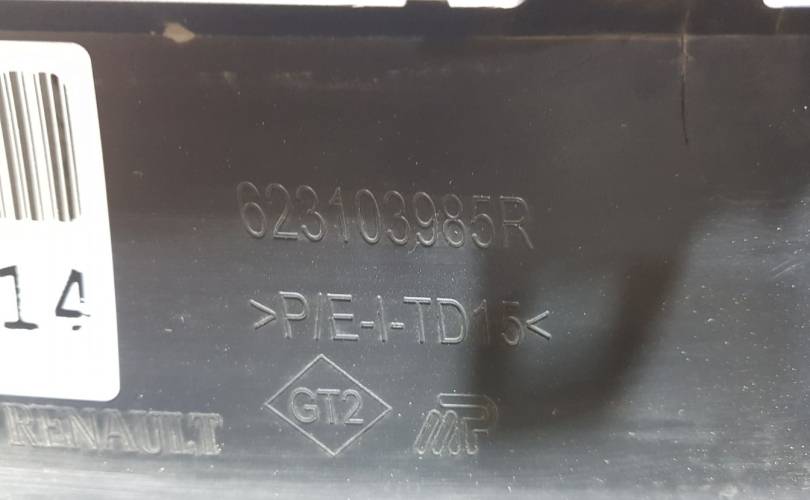 623103985R
>P/E-I-TD15<
14
GT2
RENAULT